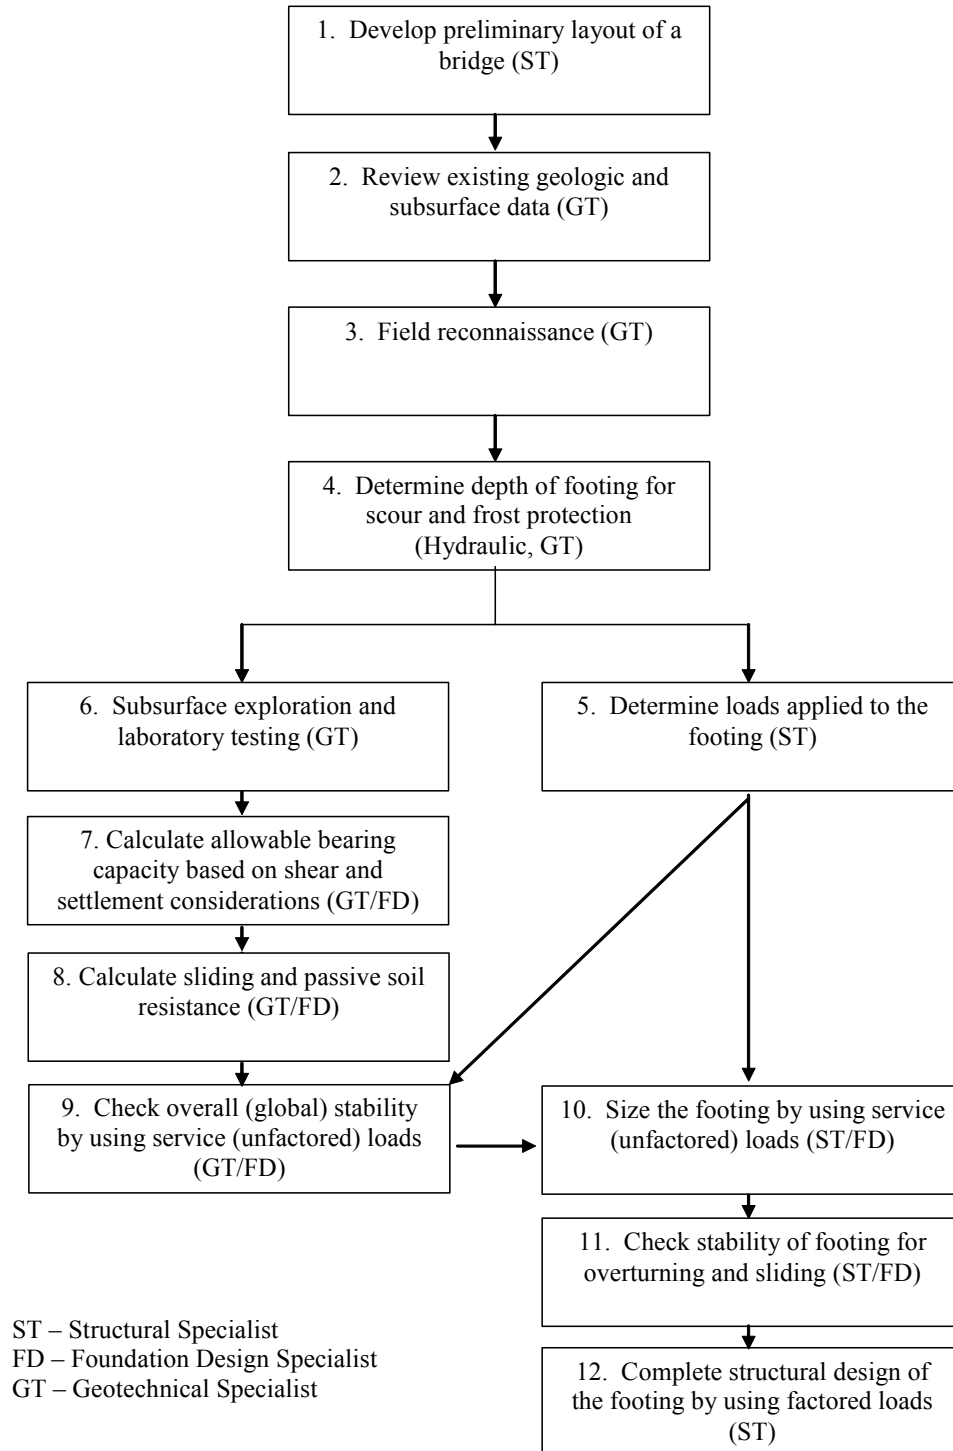 1. Develop preliminary layout of a
bridge (ST)
2. Review existing geologic and
subsurface data (GT)
3. Field reconnaissance (GT)
4. Determine depth of footing for
scour and frost protection
(Hydraulic, GT)
6. Subsurface exploration and
laboratory testing (GT)
5. Determine loads applied to the
footing (ST)
7. Calculate allowable bearing
capacity based on shear and
settlement considerations (GT/FD)
8. Calculate sliding and passive soil
resistance (GT/FD)
9. Check overall (global) stability
by using service (unfactored) loads
(GT/FD)
10. Size the footing by using service
(unfactored) loads (ST/FD)
11. Check stability of footing for
overturning and sliding (ST/FD)
12. Complete structural design of
the footing by using factored loads
(ST)
ST – Structural Specialist
FD – Foundation Design Specialist
GT – Geotechnical Specialist